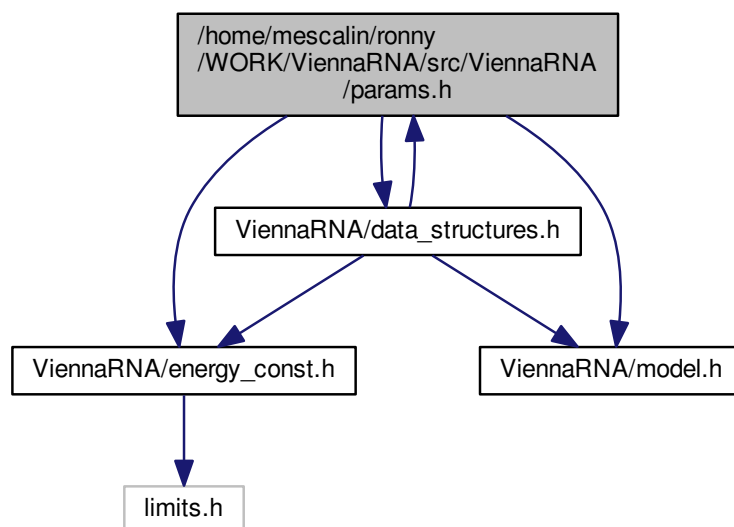 /home/mescalin/ronny
/WORK/ViennaRNA/src/ViennaRNA
/params.h
ViennaRNA/data_structures.h
ViennaRNA/energy_const.h
ViennaRNA/model.h
limits.h